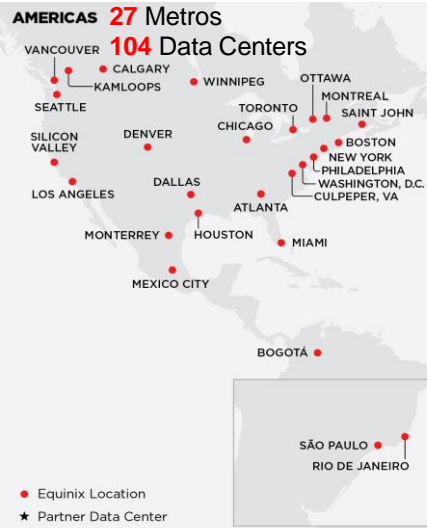 AMERICAS 27 Metros
104 Data Centers
VANCOUVER
CALGARY
KAMLOOPS
WINNIPEG
OTTAWA
MONTREAL
SEATTLE
TORONTO
SAINT JOHN
CHICAGO
SILICON
VALLEY
DENVER
BOSTON
NEW YORK
PHILADELPHIA
WASHINGTON, D.C.
CULPEPER, VA
LOS ANGELES
DALLAS
ATLANTA
MONTERREY
HOUSTON
MIAMI
MEXICO CITY
BOGOTÁ
SÃO PAULO
RIO DE JANEIRO
Equinix Location
★ Partner Data Center